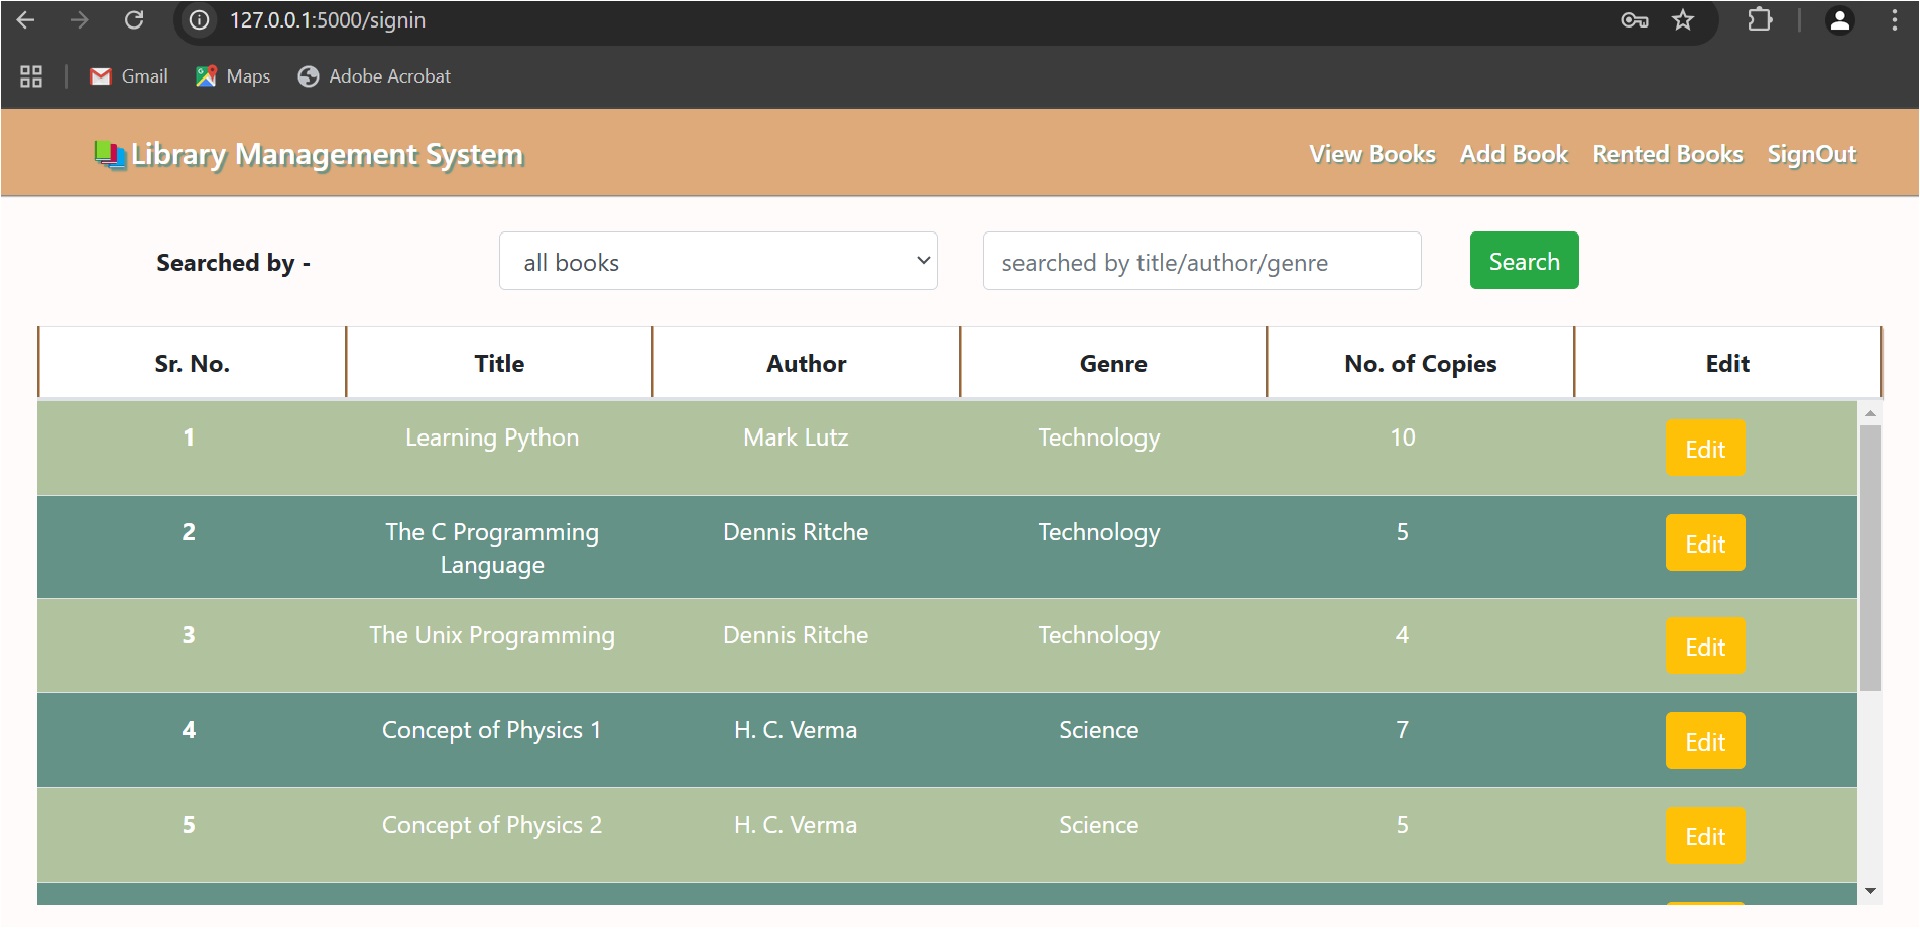 127.0.0.1:5000/signin
Gmail Maps Adobe Acrobat
Library Management System View Books Add Book Rented Books SignOut
Searched by - all books searched by title/author/genre Search
Sr. No. Title Author Genre No. of Copies Edit
1 Learning Python Mark Lutz Technology 10 Edit
2 The C Programming Dennis Ritche Technology 5 Edit
Language
3 The Unix Programming Dennis Ritche Technology 4 Edit
4 Concept of Physics 1 H. C. Verma Science 7 Edit
5 Concept of Physics 2 H. C. Verma Science 5 Edit